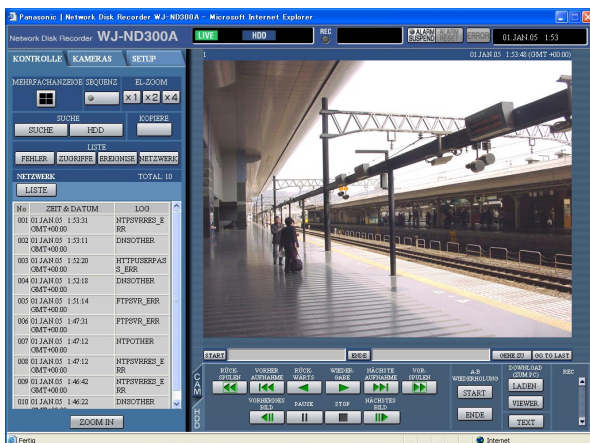 Panasonic | Network Disk Recorder WJ-ND300A - Microsoft Internet Explorer
Network Disk Recorder WJ-ND300A
LIVE HDD REC ALARM SUSPEND ALARM RESET ERROR 01.JAN.05 1:53
KONTROLLE KAMERAS SETUP
1 01.JAN.05 1:53:48 (GMT +00:00)
MEHRFACHANZEIGE SEQUENZ EL-ZOOM
x1 x2 x4
SUCHE KOPIERE
SUCHE HDD
LISTE
FEHLER ZUGRIFFE EREIGNISE NETZWERK
NETZWERK TOTAL: 10
LISTE
No ZEIT & DATUM LOG
001 01.JAN.05 1:53:31 GMT+00:00 NTPSVRRES_E RR
002 01.JAN.05 1:53:11 GMT+00:00 DNSOTHER
003 01.JAN.05 1:52:20 GMT+00:00 HTTPUSERPAS S_ERR
004 01.JAN.05 1:52:18 GMT+00:00 DNSOTHER
005 01.JAN.05 1:51:14 GMT+00:00 FTPSVR_ERR
006 01.JAN.05 1:47:31 GMT+00:00 FTPSVR_ERR
007 01.JAN.05 1:47:12 GMT+00:00 NTPOTHER
008 01.JAN.05 1:47:12 GMT+00:00 NTPSVRRES_E RR
009 01.JAN.05 1:46:42 GMT+00:00 NTPSVRRES_E RR
010 01.JAN.05 1:46:22 GMT+00:00 DNSOTHER
ZOOM IN
START ENDE GEHE ZU GO TO LAST
CAM
HDD
RÜCK-SPULEN VORHER AUFNAHME RÜCK-WÄRTS WIEDER-GABE NÄCHSTE AUFNAHME VOR-SPULEN
VORHERIGES BILD PAUSE STOP NÄCHSTES BILD
A-B WIEDERHOLUNG
START
ENDE
DOWNLOAD (ZUM PC)
LADEN
VIEWER
TEXT
REC
Fertig Internet